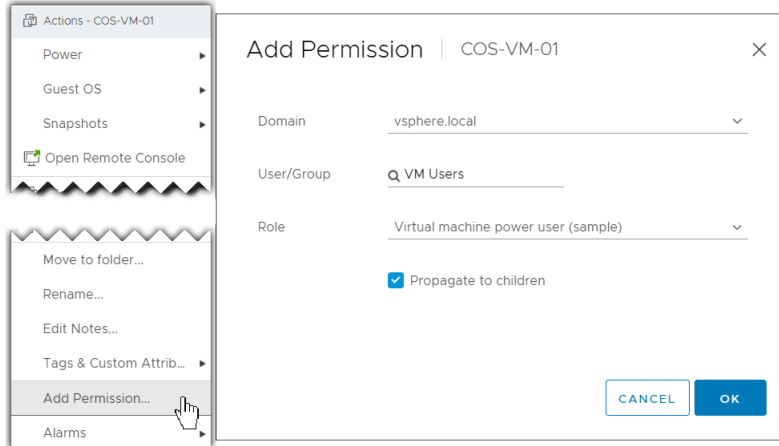 Actions - COS-VM-01
Power
Guest OS
Snapshots
Open Remote Console
Move to folder...
Rename...
Edit Notes...
Tags & Custom Attrib...
Add Permission...
Alarms
Add Permission COS-VM-01
Domain vsphere.local
User/Group VM Users
Role Virtual machine power user (sample)
Propagate to children
CANCEL OK